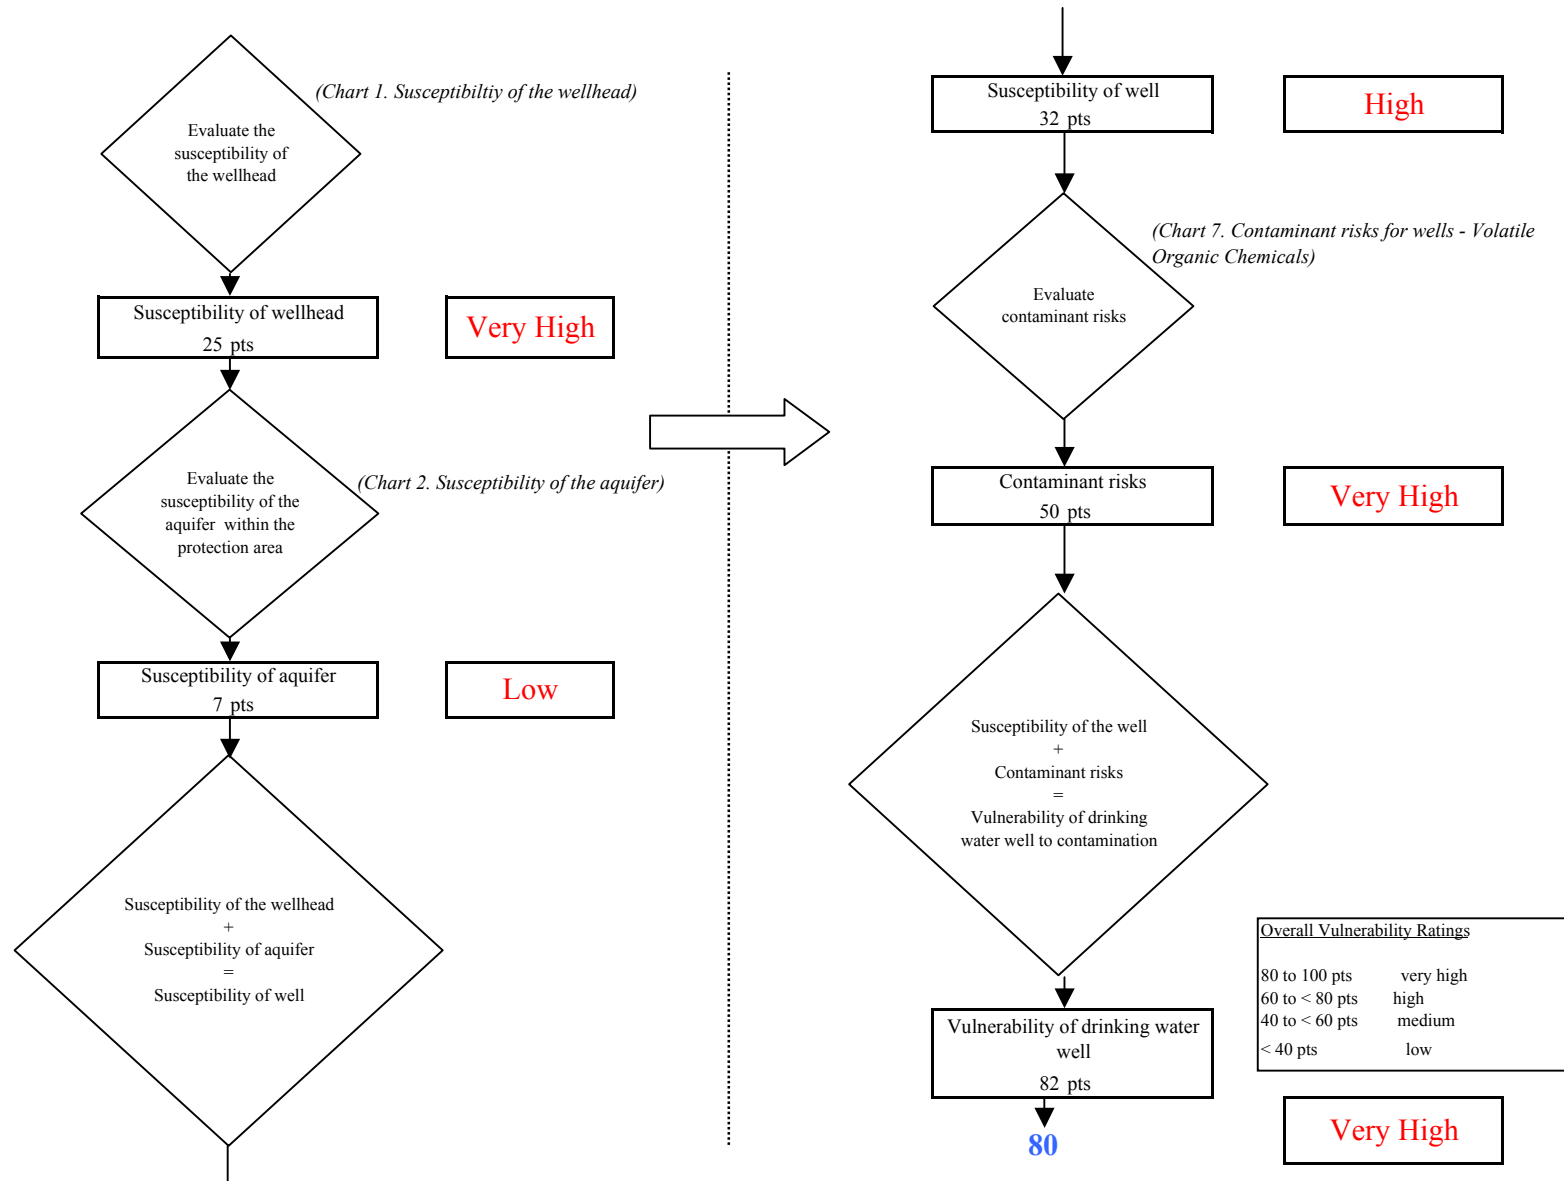 (Chart 1. Susceptibiltiy of the wellhead)
Evaluate the
susceptibility of
the wellhead
Susceptibility of wellhead
25 pts
Very High
Evaluate the
susceptibility of the
aquifer within the
protection area
(Chart 2. Susceptibility of the aquifer)
Susceptibility of aquifer
7 pts
Low
Susceptibility of the wellhead
+
Susceptibility of aquifer
=
Susceptibility of well
Susceptibility of well
32 pts
High
(Chart 7. Contaminant risks for wells - Volatile
Organic Chemicals)
Evaluate
contaminant risks
Contaminant risks
50 pts
Very High
Susceptibility of the well
+
Contaminant risks
=
Vulnerability of drinking
water well to contamination
Overall Vulnerability Ratings
80 to 100 pts very high
60 to < 80 pts high
40 to < 60 pts medium
< 40 pts low
Vulnerability of drinking water
well
82 pts
80
Very High